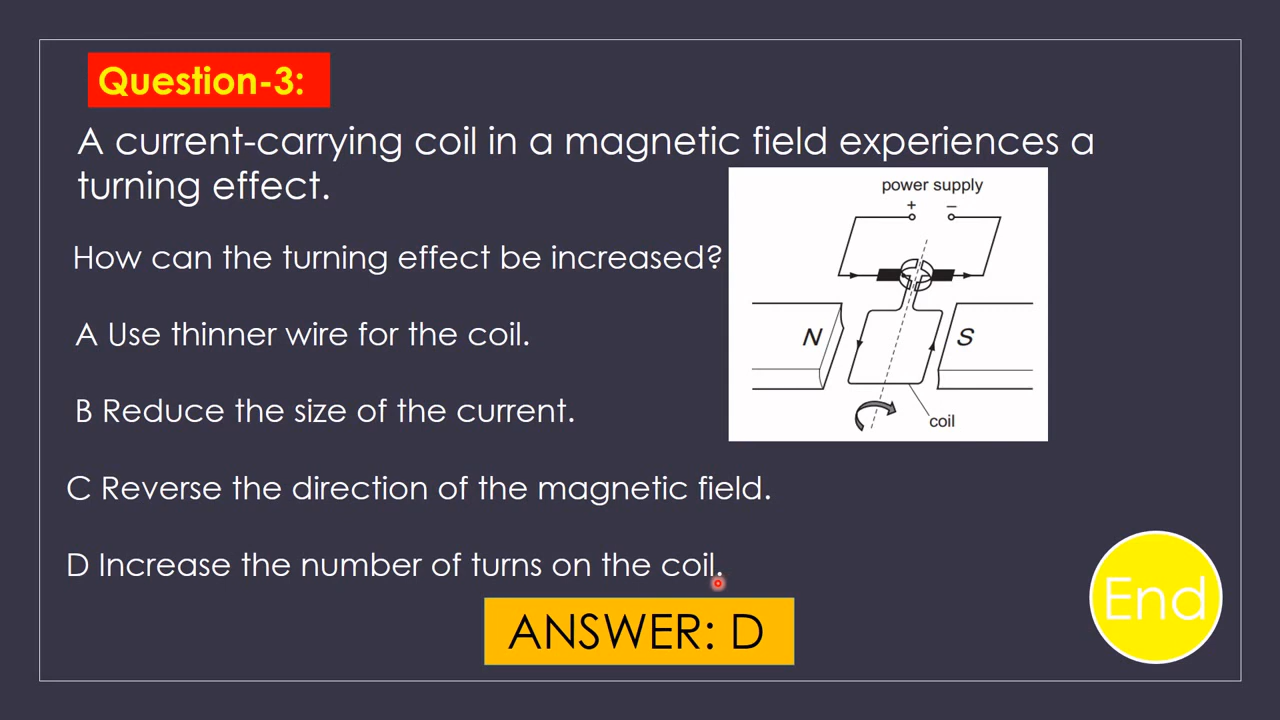 Question-3:
A current-carrying coil in a magnetic field experiences a
turning effect.
power supply
+ –
How can the turning effect be increased?
A Use thinner wire for the coil.
N S
B Reduce the size of the current.
coil
C Reverse the direction of the magnetic field.
D Increase the number of turns on the coil.
End
ANSWER: D